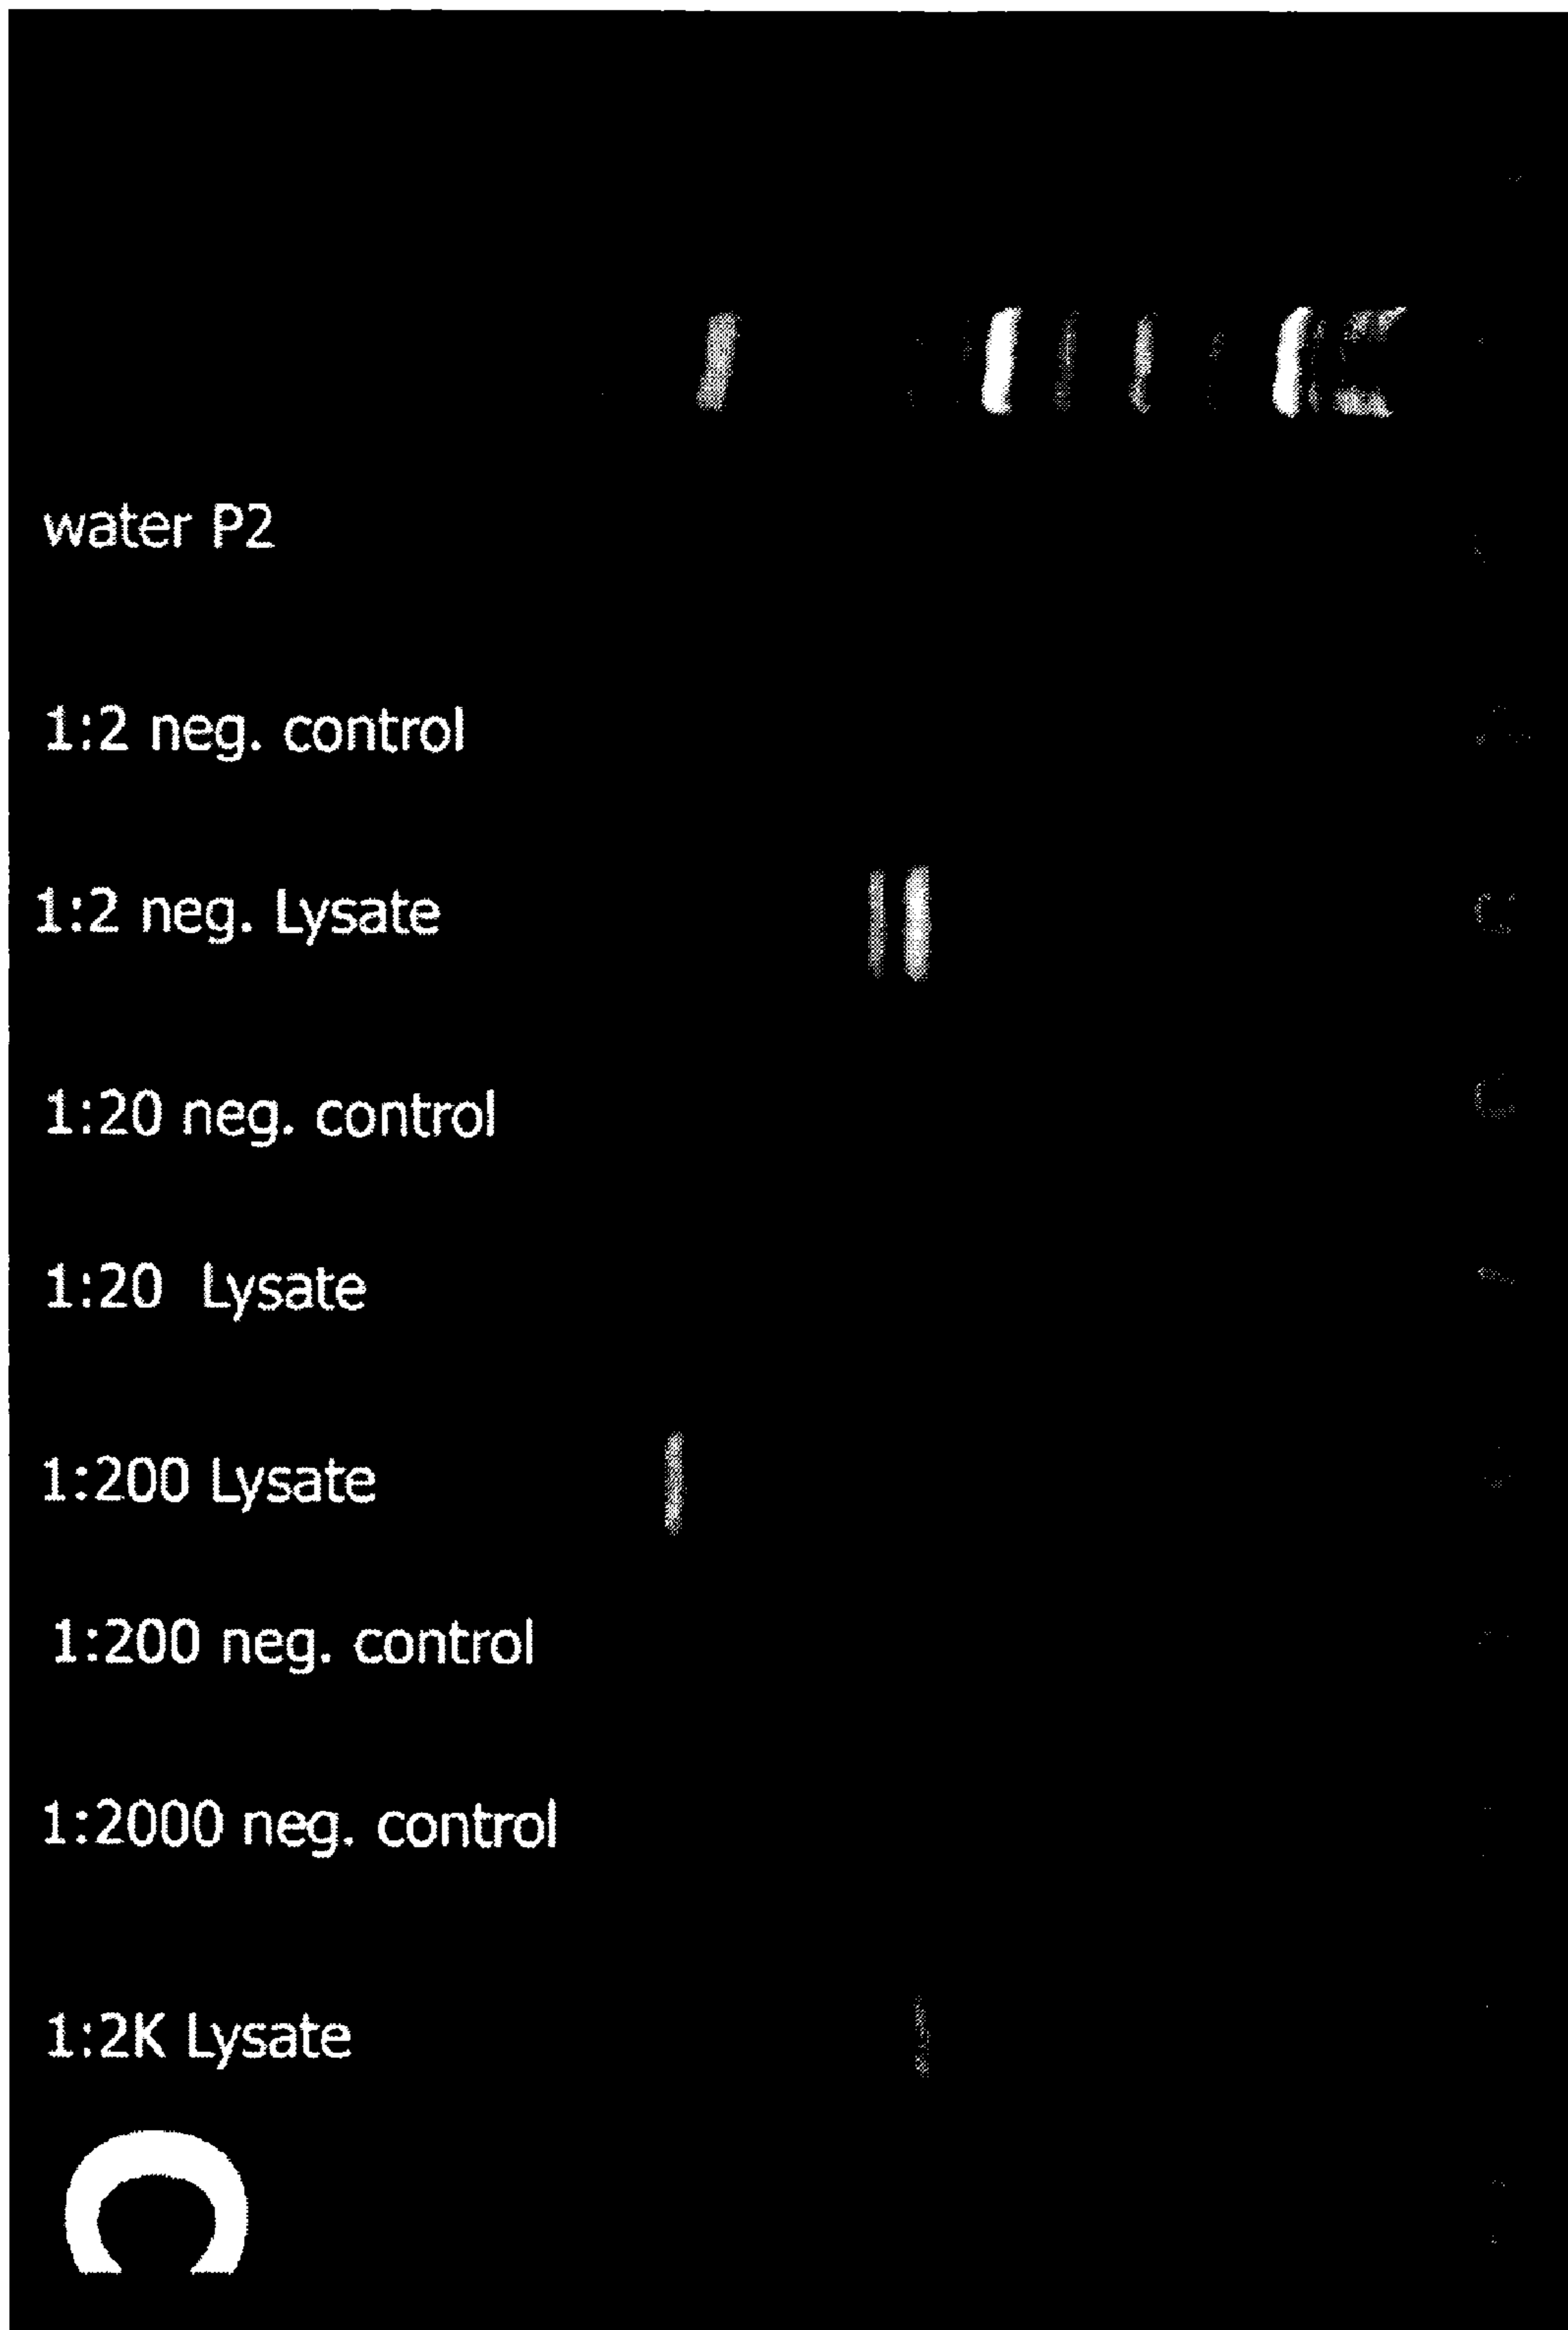 water P2
1:2 neg. control
1:2 neg. Lysate
1:20 neg. control
1:20  Lysate
1:200 Lysate
1:200 neg. control
1:2000 neg. control
1:2K Lysate
C